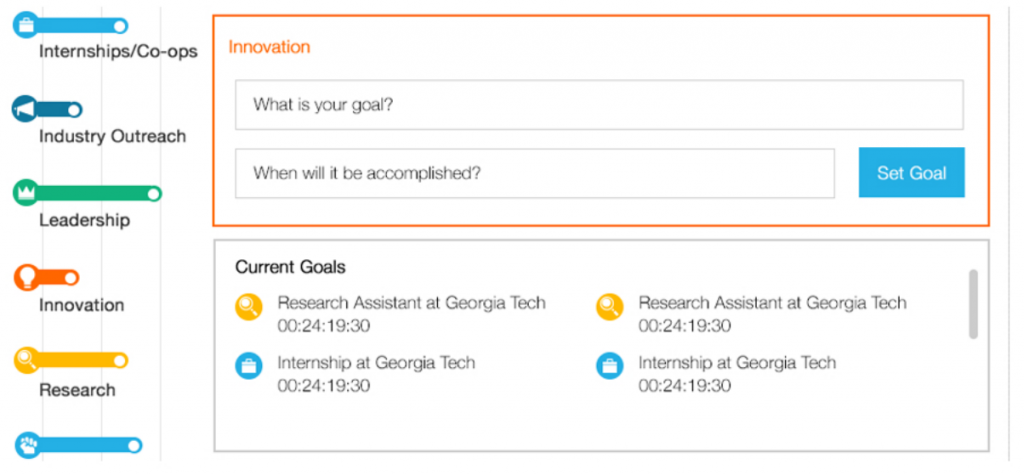 Internships/Co-ops
Industry Outreach
Leadership
Innovation
Research
Innovation
What is your goal?
When will it be accomplished?
Set Goal
Current Goals
Research Assistant at Georgia Tech
00:24:19:30
Internship at Georgia Tech
00:24:19:30
Research Assistant at Georgia Tech
00:24:19:30
Internship at Georgia Tech
00:24:19:30